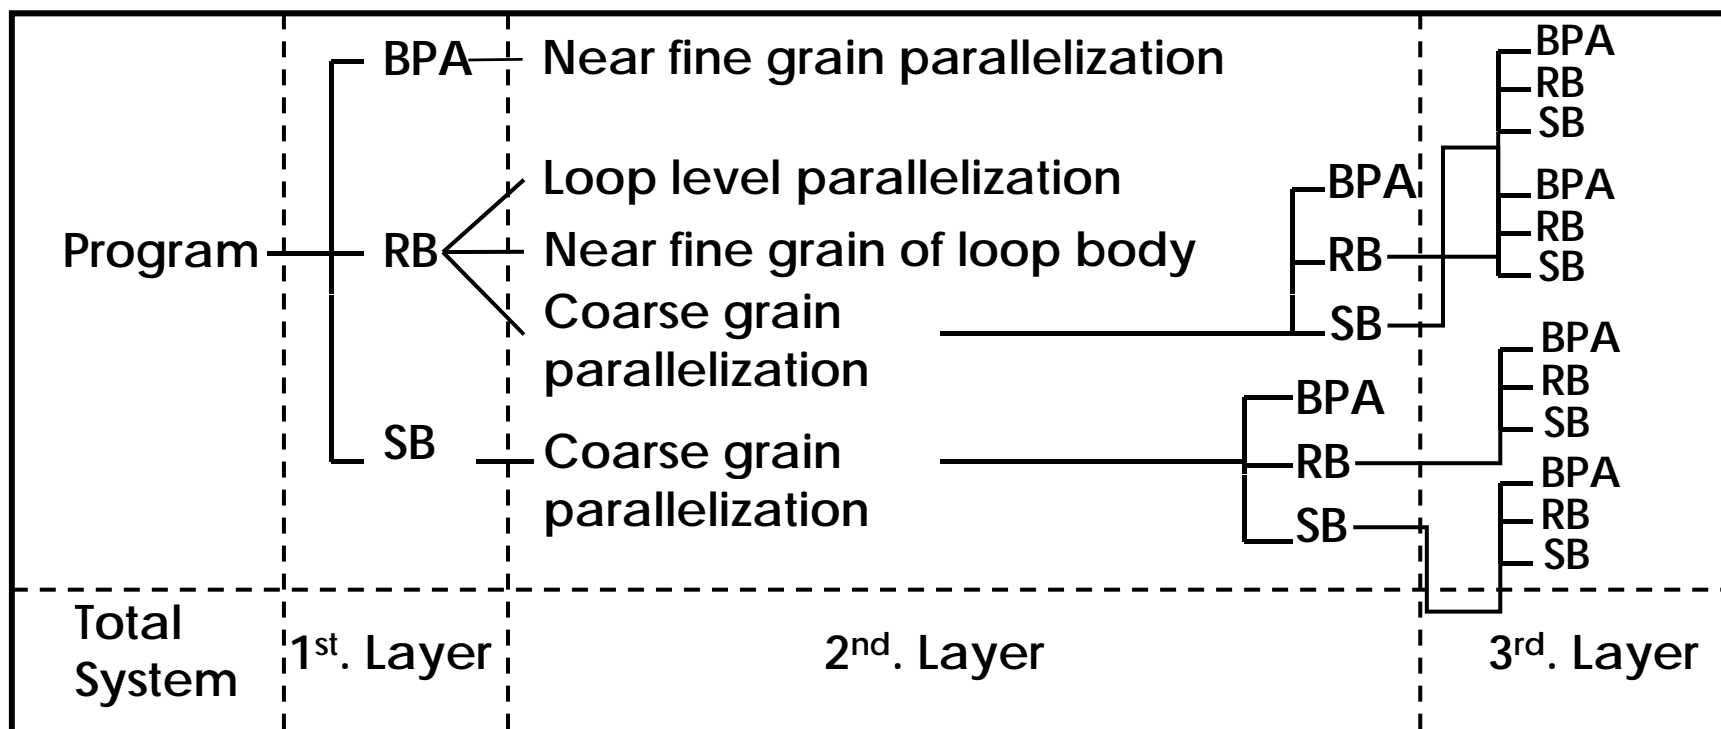 BPA
Near fine grain parallelization
Program
RB
Loop level parallelization
Near fine grain of loop body
Coarse grain
parallelization
BPA
RB
SB
SB
Coarse grain
parallelization
BPA
RB
SB
BPA
RB
SB
BPA
RB
SB
BPA
RB
SB
BPA
RB
SB
Total
System
1st. Layer
2nd. Layer
3rd. Layer